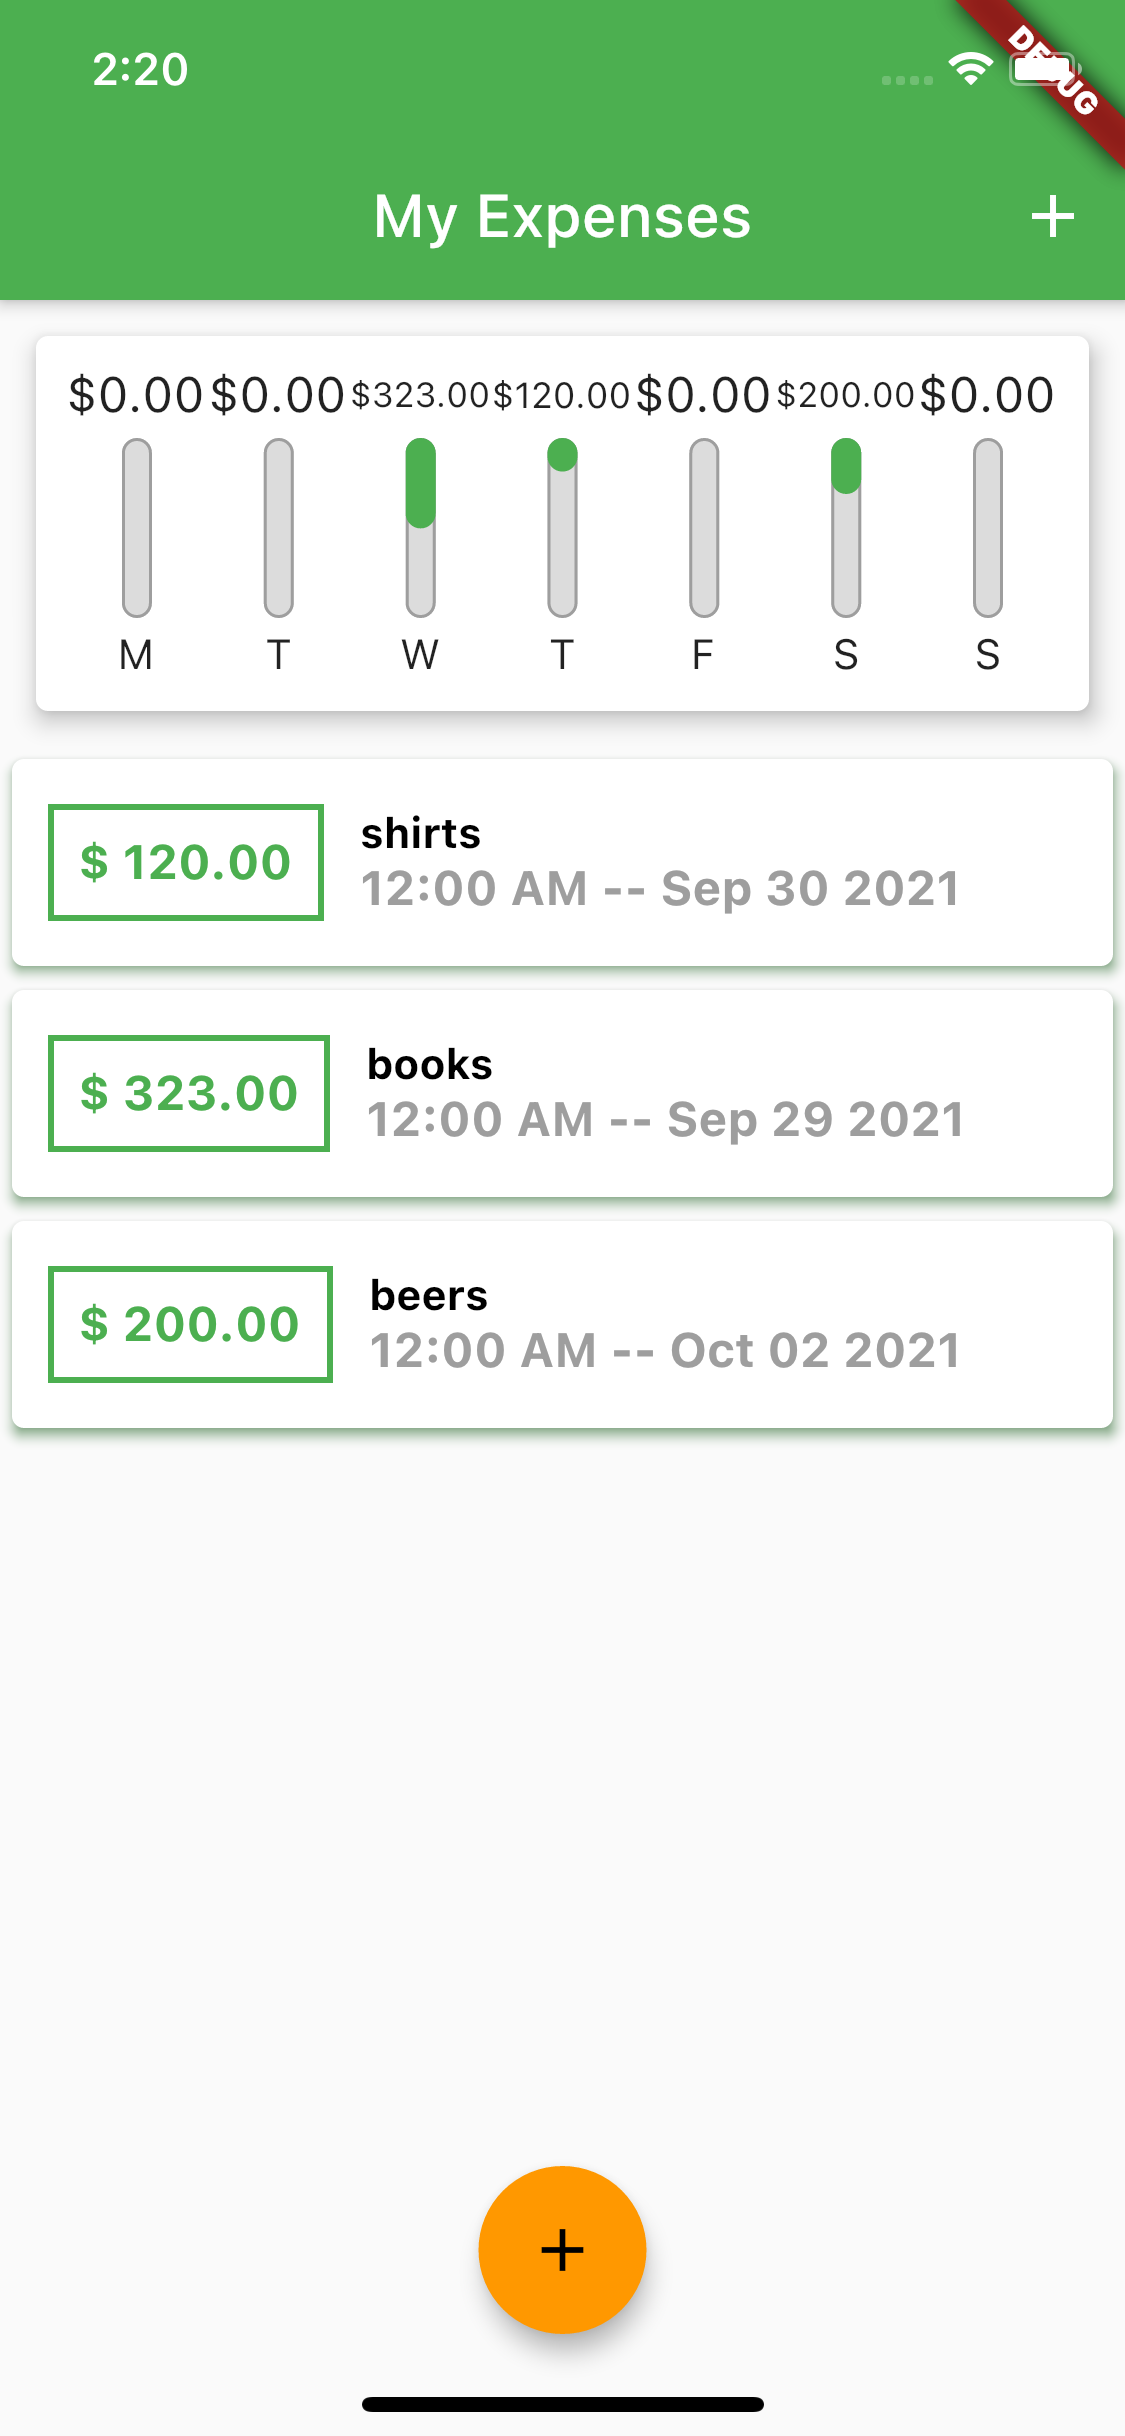 2:20
DEBUG
My Expenses
$0.00 $0.00 $323.00 $120.00 $0.00 $200.00 $0.00
M T W T F S S
$ 120.00
shirts
12:00 AM -- Sep 30 2021
$ 323.00
books
12:00 AM -- Sep 29 2021
$ 200.00
beers
12:00 AM -- Oct 02 2021